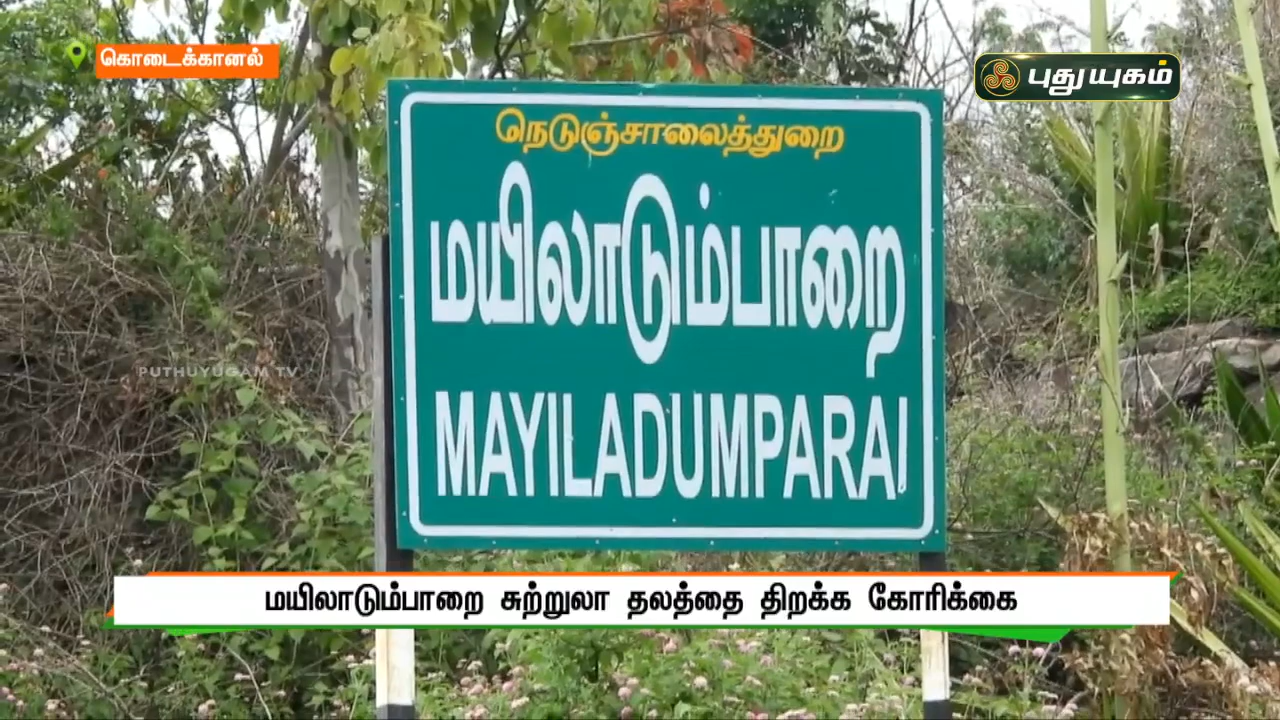 கொடைக்கானல்
புதுயுகம்
நெடுஞ்சாலைத்துறை
மயிலாடும்பாறை
MAYILADUMPARAI
PUTHUYUGAM TV
மயிலாடும்பாறை சுற்றுலா தலத்தை திறக்க கோரிக்கை